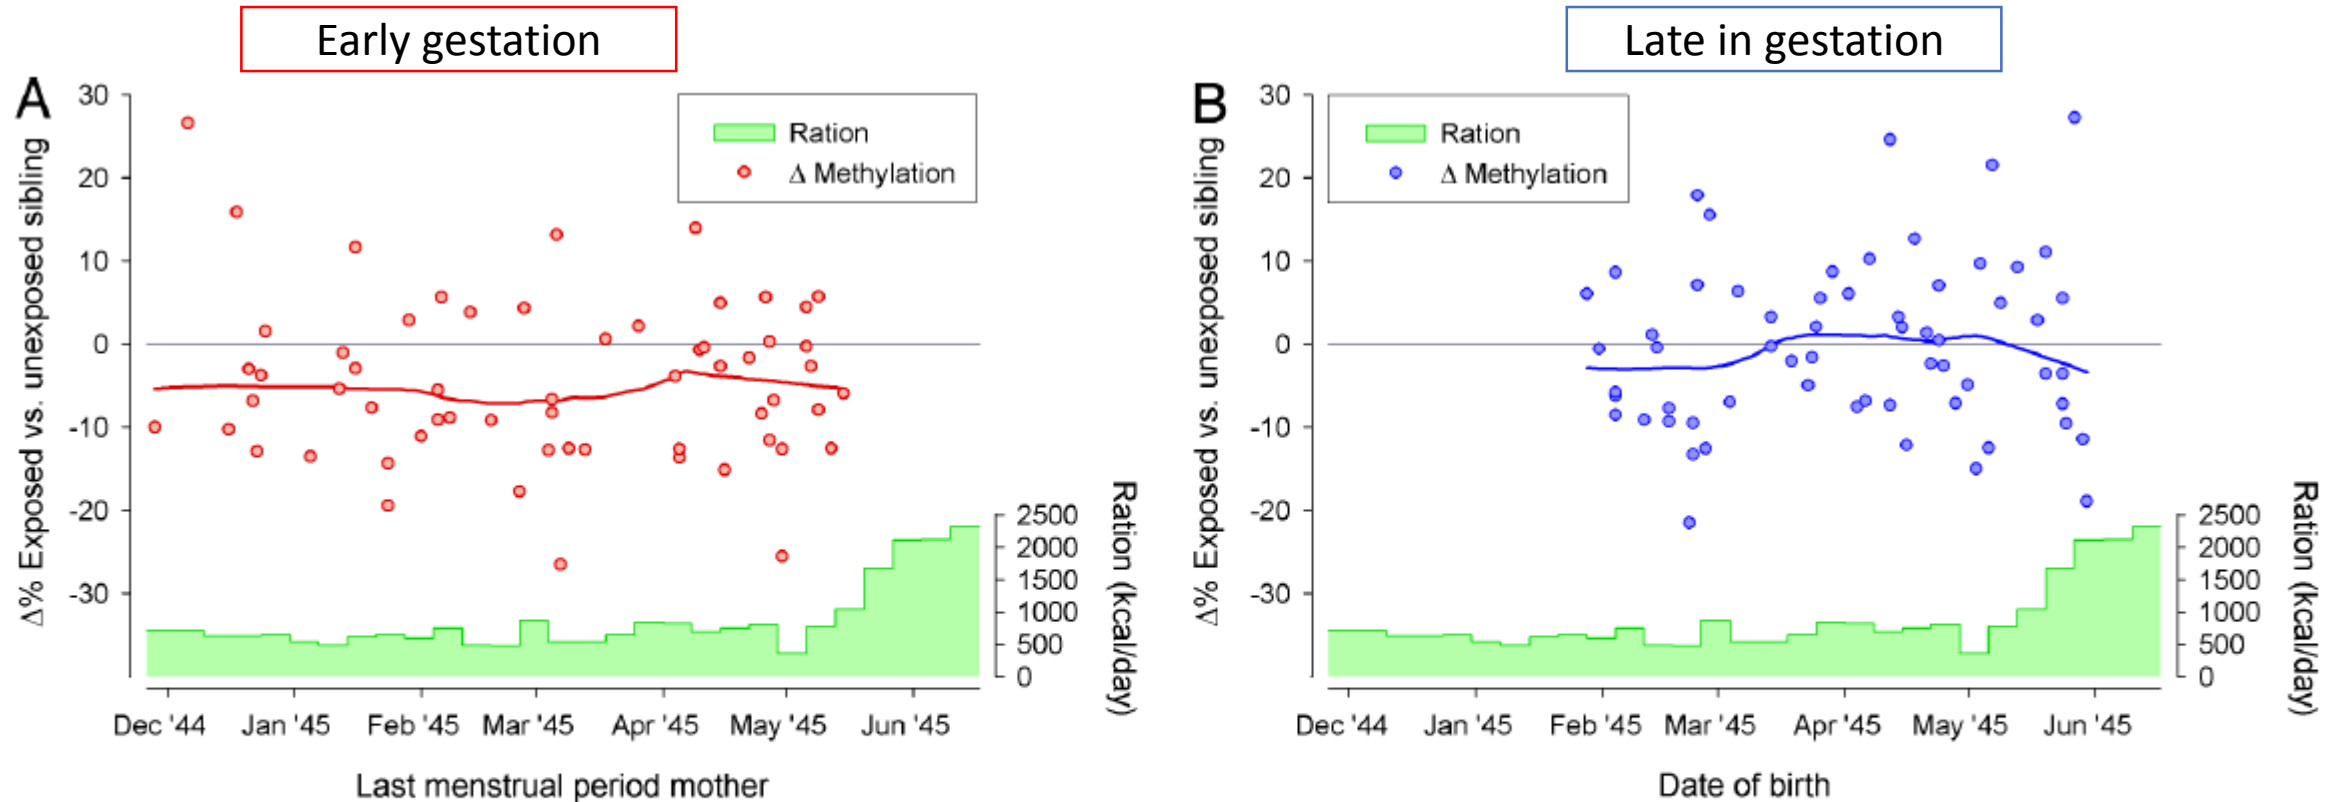 Early gestation
A
Δ% Exposed vs. unexposed sibling
30
20
10
0
-10
-20
-30
Ration
Δ Methylation
2500
2000
1500
1000
500
0
Ration (kcal/day)
Dec '44 Jan '45 Feb '45 Mar '45 Apr '45 May '45 Jun '45
Last menstrual period mother
Late in gestation
B
Δ% Exposed vs. unexposed sibling
30
20
10
0
-10
-20
-30
Ration
Δ Methylation
2500
2000
1500
1000
500
0
Ration (kcal/day)
Dec '44 Jan '45 Feb '45 Mar '45 Apr '45 May '45 Jun '45
Date of birth